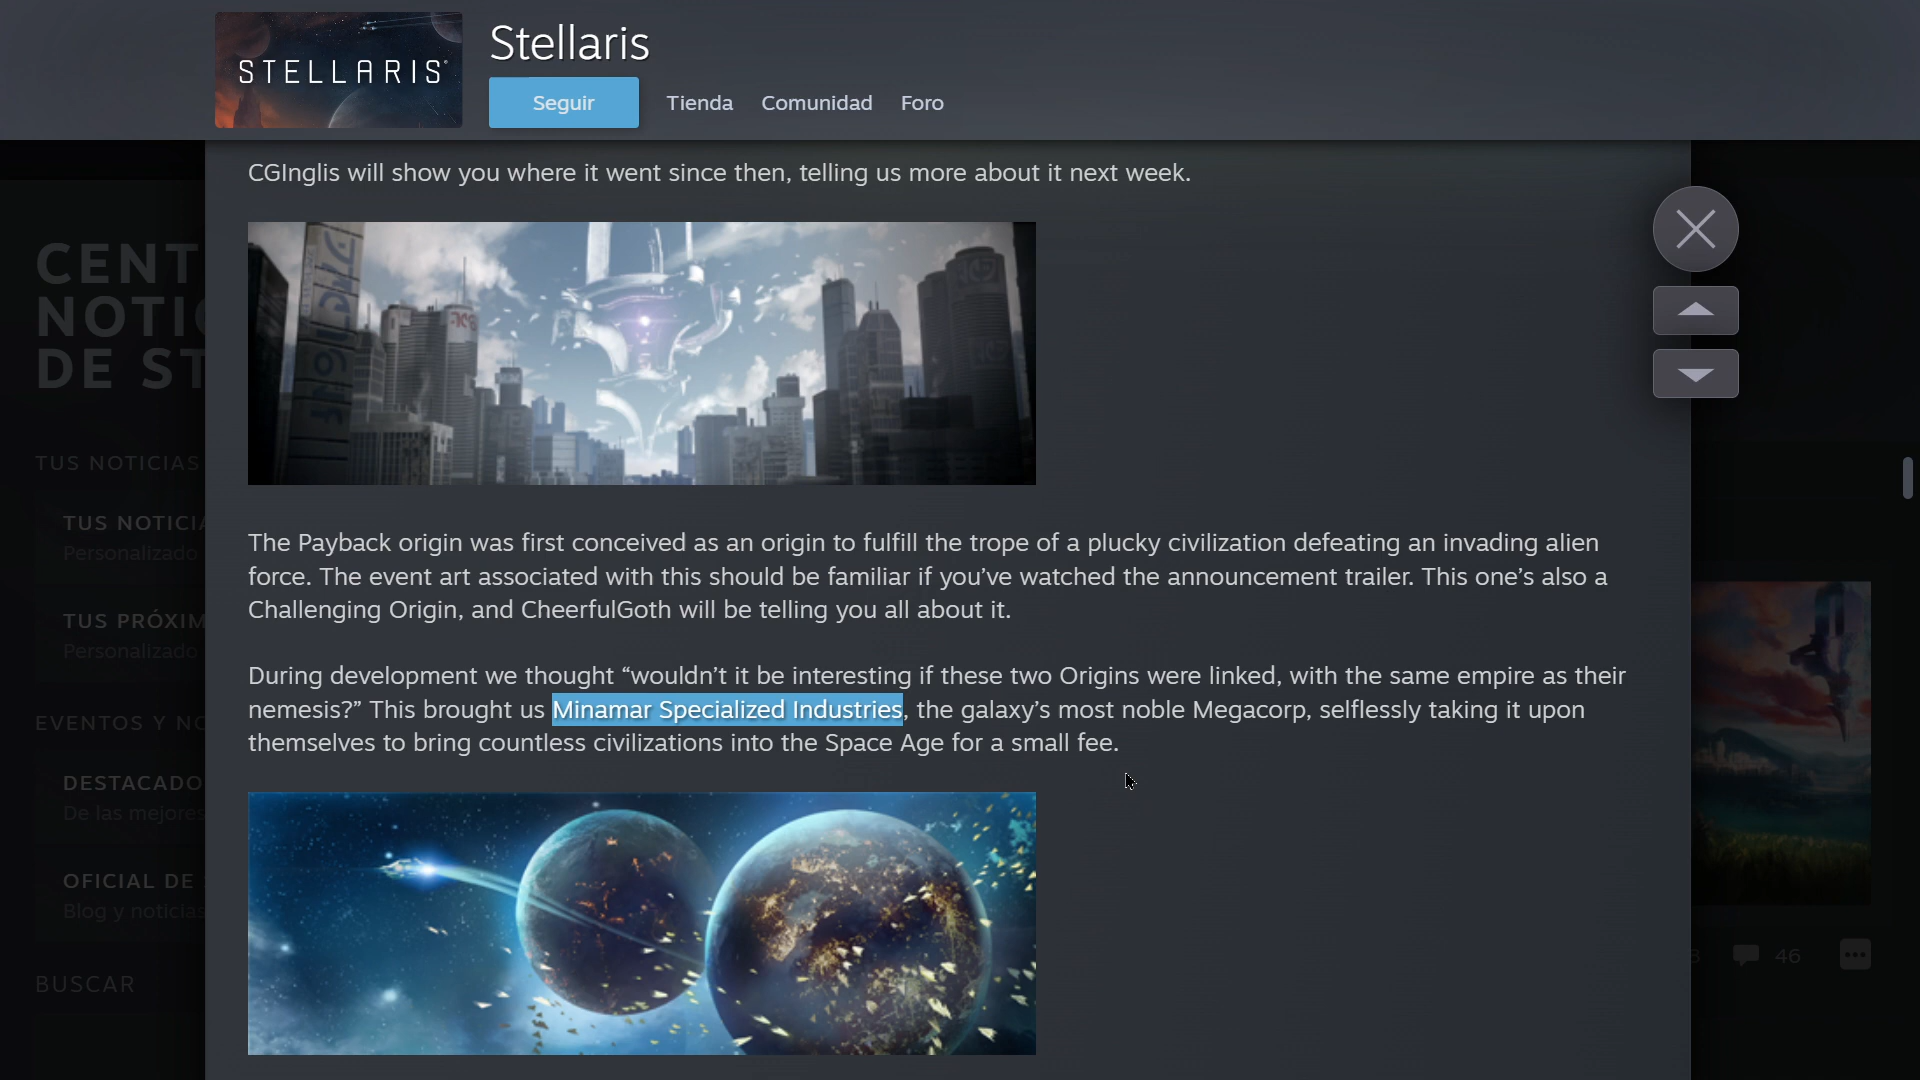 STELLARIS
Stellaris
Seguir
Tienda
Comunidad
Foro
CENT
NOTIC
DE ST
TUS NOTICIAS
TUS NOTICIA
Personalizado
TUS PRÓXIM
Personalizado
EVENTOS Y NO
DESTACADO
De las mejores
OFICIAL DE
Blog y noticias
BUSCAR
CGInglis will show you where it went since then, telling us more about it next week.
The Payback origin was first conceived as an origin to fulfill the trope of a plucky civilization defeating an invading alien
force. The event art associated with this should be familiar if you’ve watched the announcement trailer. This one’s also a
Challenging Origin, and CheerfulGoth will be telling you all about it.
During development we thought “wouldn’t it be interesting if these two Origins were linked, with the same empire as their
nemesis?” This brought us Minamar Specialized Industries, the galaxy’s most noble Megacorp, selflessly taking it upon
themselves to bring countless civilizations into the Space Age for a small fee.
46